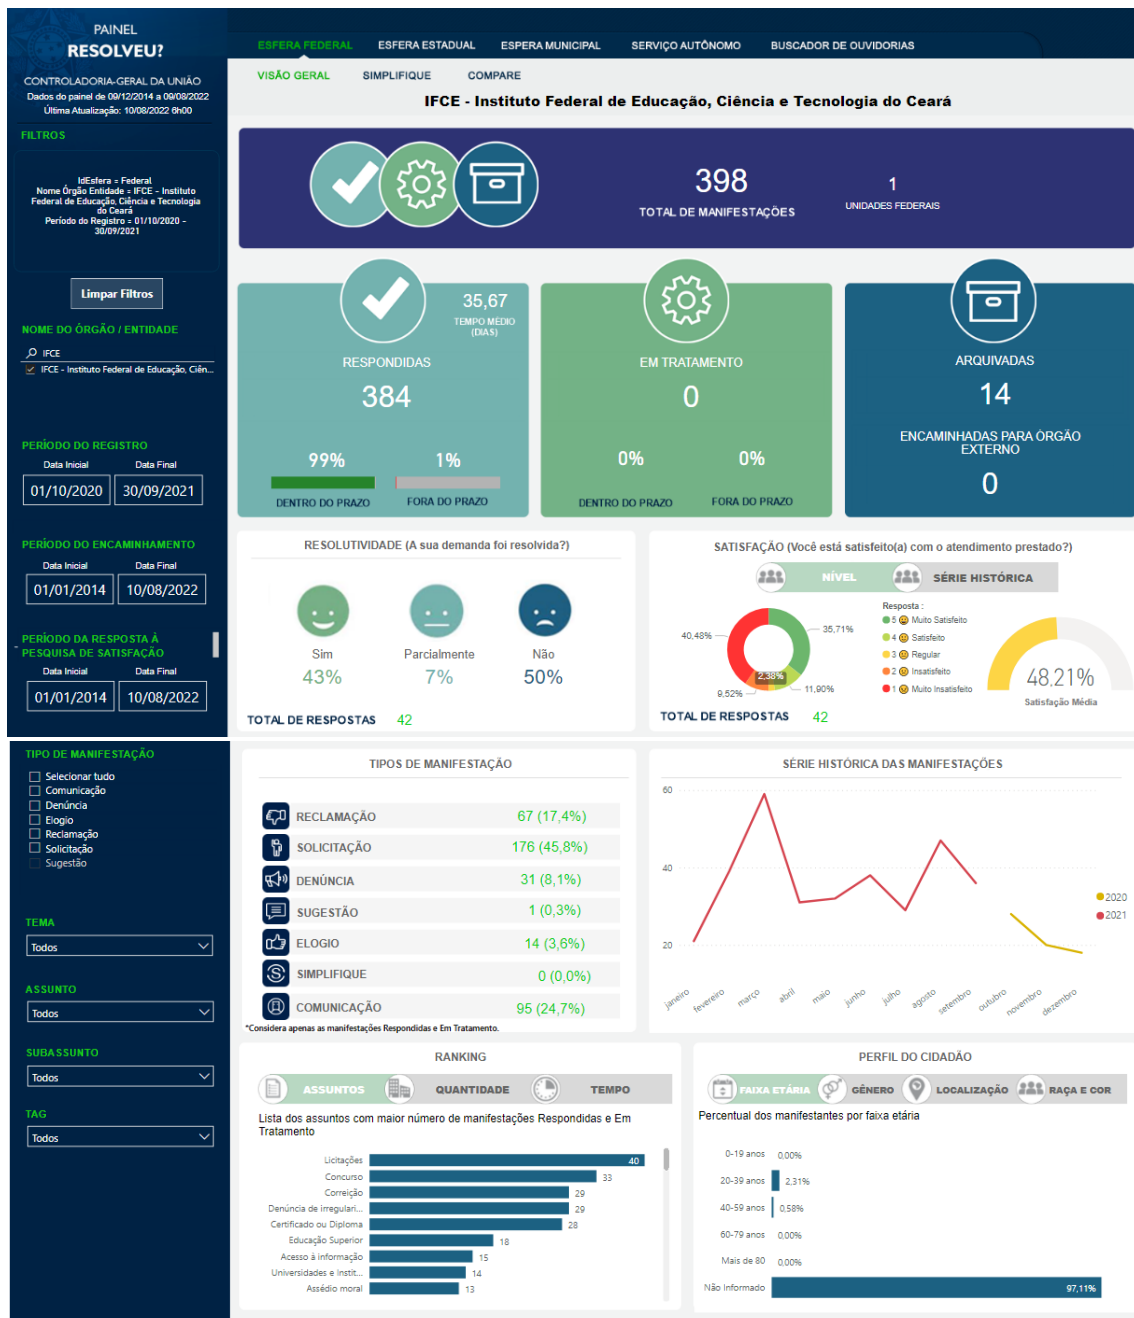 PAINEL
RESOLVEU?
CONTROLADORIA-GERAL DA UNIÃO
Dados do painel de 09/12/2014 a 09/08/2022
Última Atualização: 10/08/2022 6h00
FILTROS
IdEsfera = Federal
Nome Órgão Entidade = IFCE - Instituto
Federal de Educação, Ciência e Tecnologia
do Ceará
Período do Registro = 01/10/2020 -
30/09/2021
Limpar Filtros
NOME DO ÓRGÃO / ENTIDADE
IFCE
IFCE - Instituto Federal de Educação, Ciên...
PERÍODO DO REGISTRO
Data Inicial Data Final
01/10/2020 30/09/2021
PERÍODO DO ENCAMINHAMENTO
Data Inicial Data Final
01/01/2014 10/08/2022
PERÍODO DA RESPOSTA À
PESQUISA DE SATISFAÇÃO
Data Inicial Data Final
01/01/2014 10/08/2022
ESFERA FEDERAL ESFERA ESTADUAL ESPERA MUNICIPAL SERVIÇO AUTÔNOMO BUSCADOR DE OUVIDORIAS
VISÃO GERAL SIMPLIFIQUE COMPARE
IFCE - Instituto Federal de Educação, Ciência e Tecnologia do Ceará
398
TOTAL DE MANIFESTAÇÕES
1
UNIDADES FEDERAIS
35,67
TEMPO MÉDIO
(DIAS)
RESPONDIDAS
384
99% 1%
DENTRO DO PRAZO FORA DO PRAZO
EM TRATAMENTO
0
0% 0%
DENTRO DO PRAZO FORA DO PRAZO
ARQUIVADAS
14
ENCAMINHADAS PARA ÓRGÃO
EXTERNO
0
RESOLUTIVIDADE (A sua demanda foi resolvida?)
Sim Parcialmente Não
43% 7% 50%
TOTAL DE RESPOSTAS 42
SATISFAÇÃO (Você está satisfeito(a) com o atendimento prestado?)
NÍVEL SÉRIE HISTÓRICA
40,48%
35,71%
2,38%
9,52%
11,90%
Resposta :
5 Muito Satisfeito
4 Satisfeito
3 Regular
2 Insatisfeito
1 Muito Insatisfeito
48,21%
Satisfação Média
TOTAL DE RESPOSTAS 42
TIPO DE MANIFESTAÇÃO
Selecionar tudo
Comunicação
Denúncia
Elogio
Reclamação
Solicitação
Sugestão
TEMA
Todos
ASSUNTO
Todos
SUBASSUNTO
Todos
TAG
Todos
TIPOS DE MANIFESTAÇÃO
RECLAMAÇÃO 67 (17,4%)
SOLICITAÇÃO 176 (45,8%)
DENÚNCIA 31 (8,1%)
SUGESTÃO 1 (0,3%)
ELOGIO 14 (3,6%)
SIMPLIFIQUE 0 (0,0%)
COMUNICAÇÃO 95 (24,7%)
*Considera apenas as manifestações Respondidas e Em Tratamento.
SÉRIE HISTÓRICA DAS MANIFESTAÇÕES
60
40
20
janeiro fevereiro março abril maio junho julho agosto setembro outubro novembro dezembro
2020
2021
RANKING
ASSUNTOS QUANTIDADE TEMPO
Lista dos assuntos com maior número de manifestações Respondidas e Em
Tratamento
Licitações 40
Concurso 33
Correição 29
Denúncia de irregulari... 29
Certificado ou Diploma 28
Educação Superior 18
Acesso à informação 15
Universidades e Instit... 14
Assédio moral 13
PERFIL DO CIDADÃO
FAIXA ETÁRIA GÊNERO LOCALIZAÇÃO RAÇA E COR
Percentual dos manifestantes por faixa etária
0-19 anos 0,00%
20-39 anos 2,31%
40-59 anos 0,58%
60-79 anos 0,00%
Mais de 80 0,00%
Não Informado 97,11%